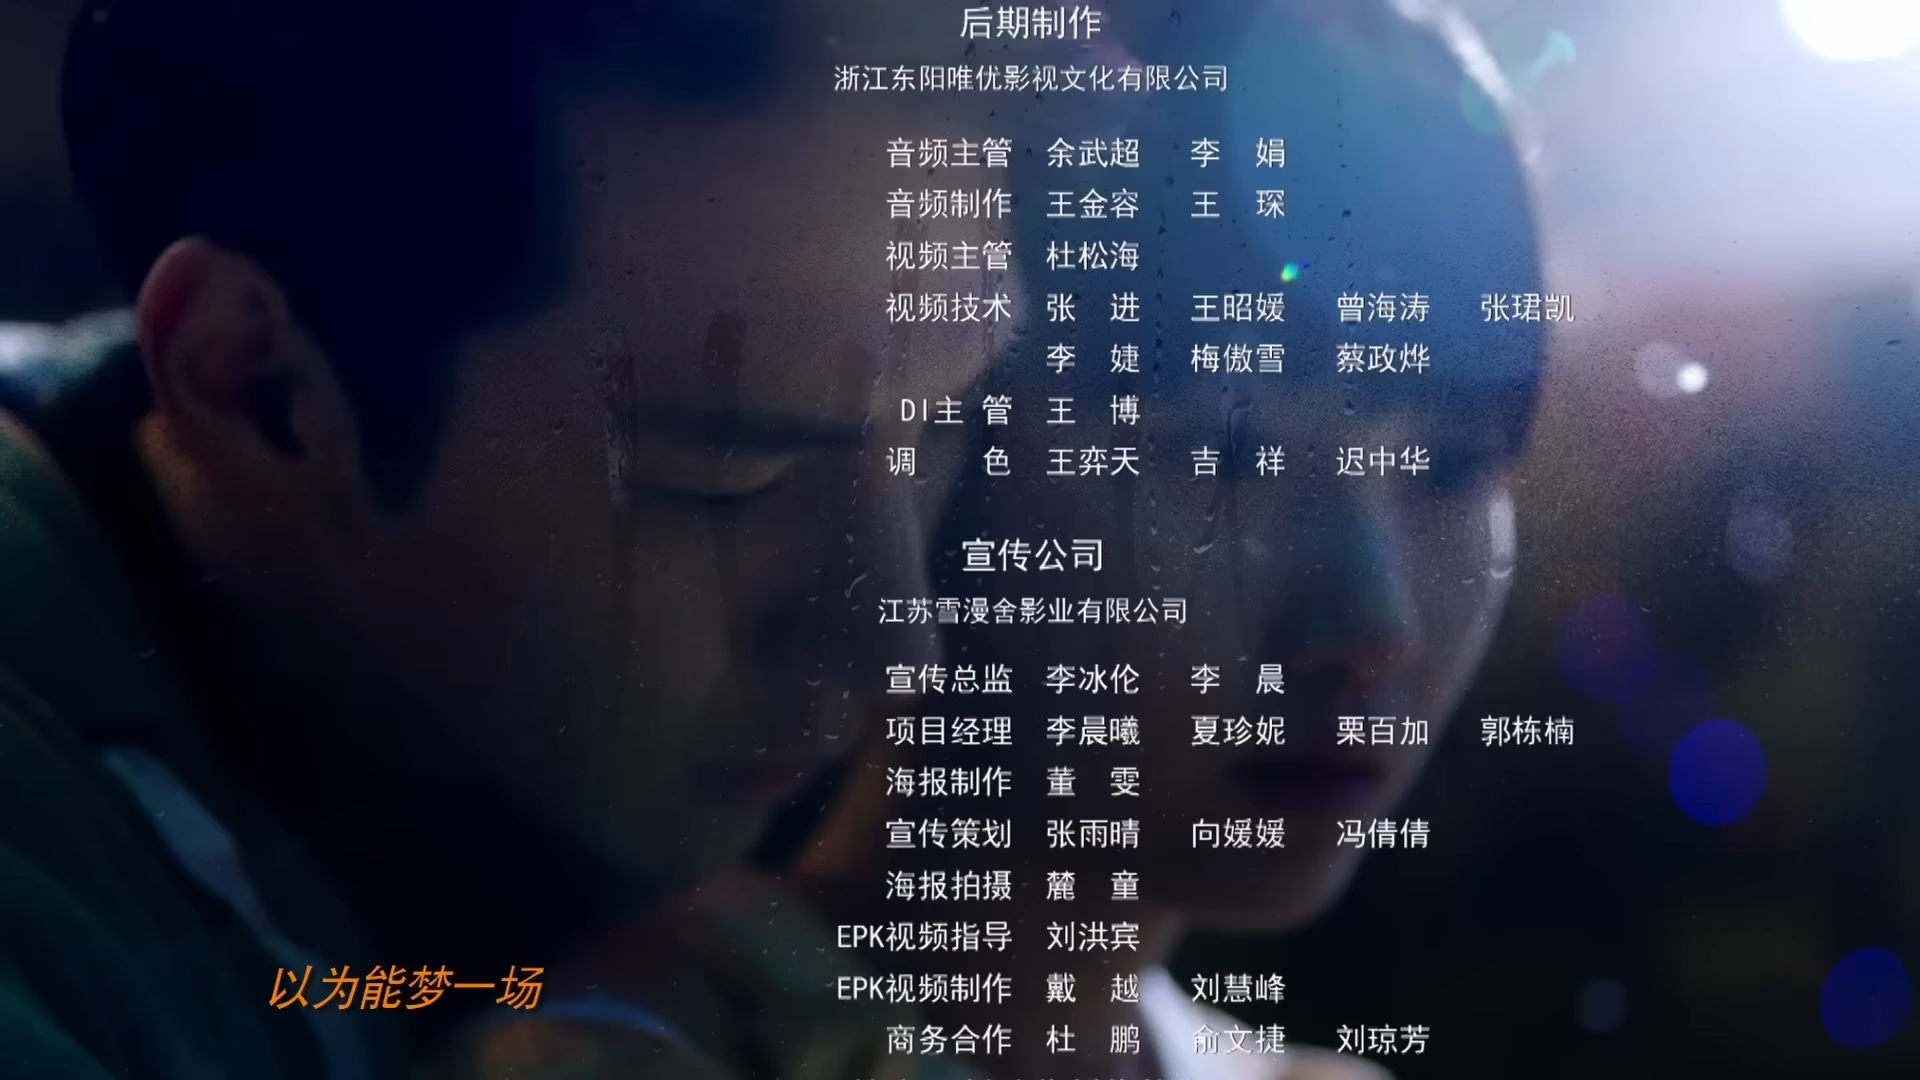 后期制作
浙江东阳唯优影视文化有限公司
音频主管 余武超 李 娟
音频制作 王金容 王 琛
视频主管 杜松海
视频技术 张 进 王昭媛 曾海涛 张珺凯
李 婕 梅傲雪 蔡政烨
DI主 管 王 博
调 色 王弈天 吉 祥 迟中华
宣传公司
江苏雪漫舍影业有限公司
宣传总监 李冰伦 李 晨
项目经理 李晨曦 夏珍妮 栗百加 郭栋楠
海报制作 董 雯
宣传策划 张雨晴 向媛媛 冯倩倩
海报拍摄 麓 童
EPK视频指导 刘洪宾
EPK视频制作 戴 越 刘慧峰
以为能梦一场
商务合作 杜 鹏 俞文捷 刘琼芳